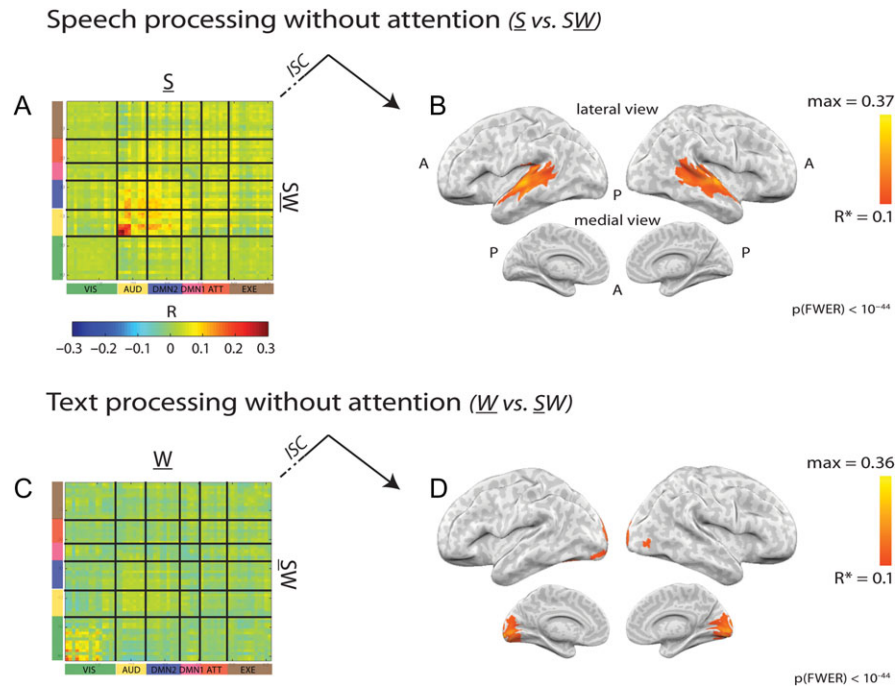 Speech processing without attention (S vs. SW)
A
S
SW
VIS AUD DMN2 DMN1 ATT EXE
R
−0.3 −0.2 −0.1 0 0.1 0.2 0.3
ISC
B
lateral view
A
P
A
medial view
P
P
A
max = 0.37
R* = 0.1
p(FWER) < 10⁻⁴⁴
Text processing without attention (W vs. SW)
C
W
SW
VIS AUD DMN2 DMN1 ATT EXE
ISC
D
max = 0.36
R* = 0.1
p(FWER) < 10⁻⁴⁴